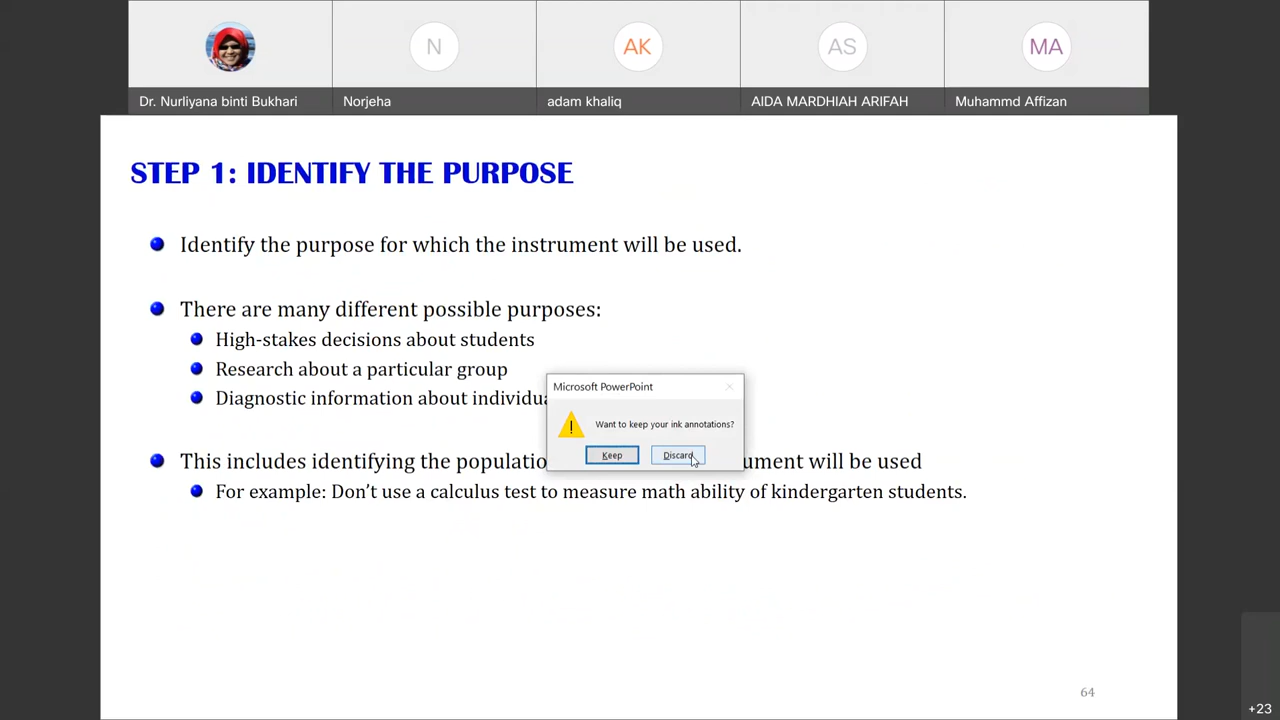 N
AK
AS
MA
Dr. Nurliyana binti Bukhari
Norjeha
adam khaliq
AIDA MARDHIAH ARIFAH
Muhammd Affizan
STEP 1: IDENTIFY THE PURPOSE
Identify the purpose for which the instrument will be used.
There are many different possible purposes:
High-stakes decisions about students
Research about a particular group
Diagnostic information about individua
Microsoft PowerPoint
Want to keep your ink annotations?
Keep
Discard
This includes identifying the populatio ument will be used
For example: Don’t use a calculus test to measure math ability of kindergarten students.
64
+23